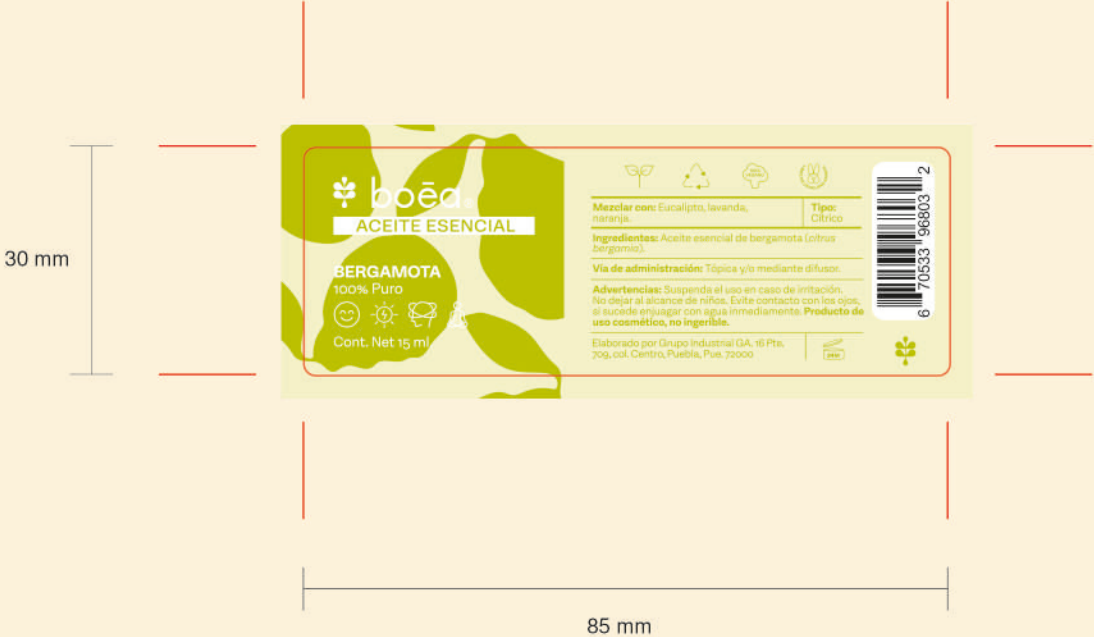 30 mm
boēa®
ACEITE ESENCIAL
BERGAMOTA
100% Puro
Cont. Net 15 ml
Mezclar con: Eucalipto, lavanda,
naranja.
Tipo:
Cítrico
Ingredientes: Aceite esencial de bergamota (citrus
bergamia).
Vía de administración: Tópica y/o mediante difusor.
Advertencias: Suspenda el uso en caso de irritación.
No dejar al alcance de niños. Evite contacto con los ojos,
si sucede enjuagar con agua inmediamente. Producto de
uso cosmético, no ingerible.
Elaborado por Grupo Industrial GA. 16 Pte.
709, col. Centro, Puebla, Pue. 72000
6 70533 96803 2
85 mm